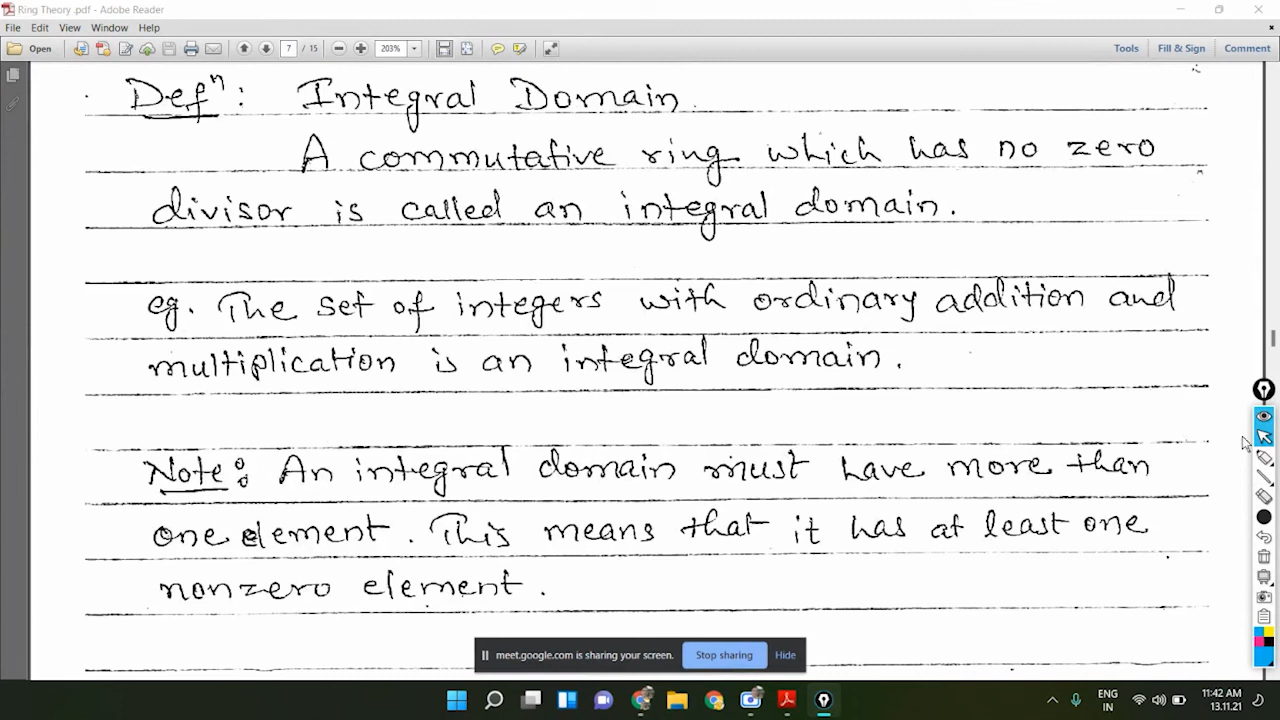 Ring Theory .pdf - Adobe Reader
File Edit View Window Help
Open 7 / 15 203% Tools Fill & Sign Comment
Defⁿ: Integral Domain
A commutative ring which has no zero
divisor is called an integral domain.
eg. The set of integers with ordinary addition and
multiplication is an integral domain.
Note: An integral domain must have more than
one element. This means that it has at least one
nonzero element.
meet.google.com is sharing your screen. Stop sharing Hide
ENG 11:42 AM
IN 13.11.21